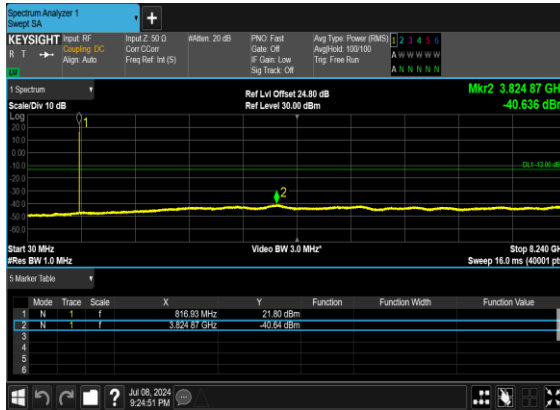 Spectrum Analyzer 1
Swept SA
KEYSIGHT Input: RF Input Z: 50 Ω #Atten: 20 dB PNO: Fast Avg Type: Power (RMS) 1 2 3 4 5 6
R T Coupling: DC Corr CCorr Gate: Off Avg|Hold: 100/100 A W W W W W
Align: Auto Freq Ref: Int (S) IF Gain: Low Trig: Free Run
LW Sig Track: Off A N N N N N
1 Spectrum Ref Lvl Offset 24.80 dB Mkr2 3.824 87 GH
Scale/Div 10 dB Ref Level 30.00 dBm -40.636 dBr
Log
20.0
10.0
0.00
-10.0
-20.0
-30.0
-40.0
-50.0
-60.0
1
2
DL1 -13.00 dB
Start 30 MHz Video BW 3.0 MHz* Stop 8.240 GH
#Res BW 1.0 MHz Sweep 16.0 ms (40001 pt
5 Marker Table
Mode Trace Scale X Y Function Function Width Function Value
1 N 1 f 816.93 MHz 21.80 dBm
2 N 1 f 3.824 87 GHz -40.64 dBm
3
4
5
6
? Jul 08, 2024
9:24:51 PM